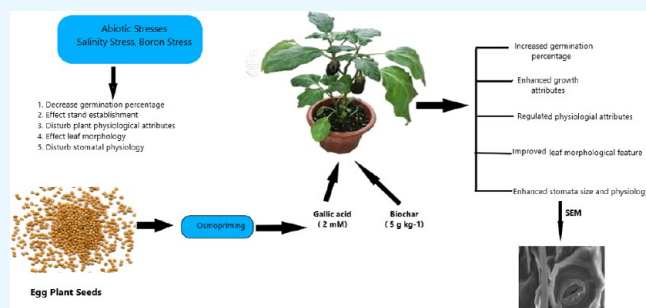 Abiotic Stresses
Salinity Stress, Boron Stress
1. Decrease germination percentage
2. Effect stand establishment
3. Disturb plant physiological attributes
4. Effect leaf morphology
5. Disturb stomatal physiology
Egg Plant Seeds
Osmopriming
Gallic acid
( 2 mM)
Biochar
( 5 g kg-1)
Increased germination
percentage
Enhanced growth
attributes
Regulated physiologial attributes
Improved leaf morphological feature
Enhanced stomata size and physiology
SEM